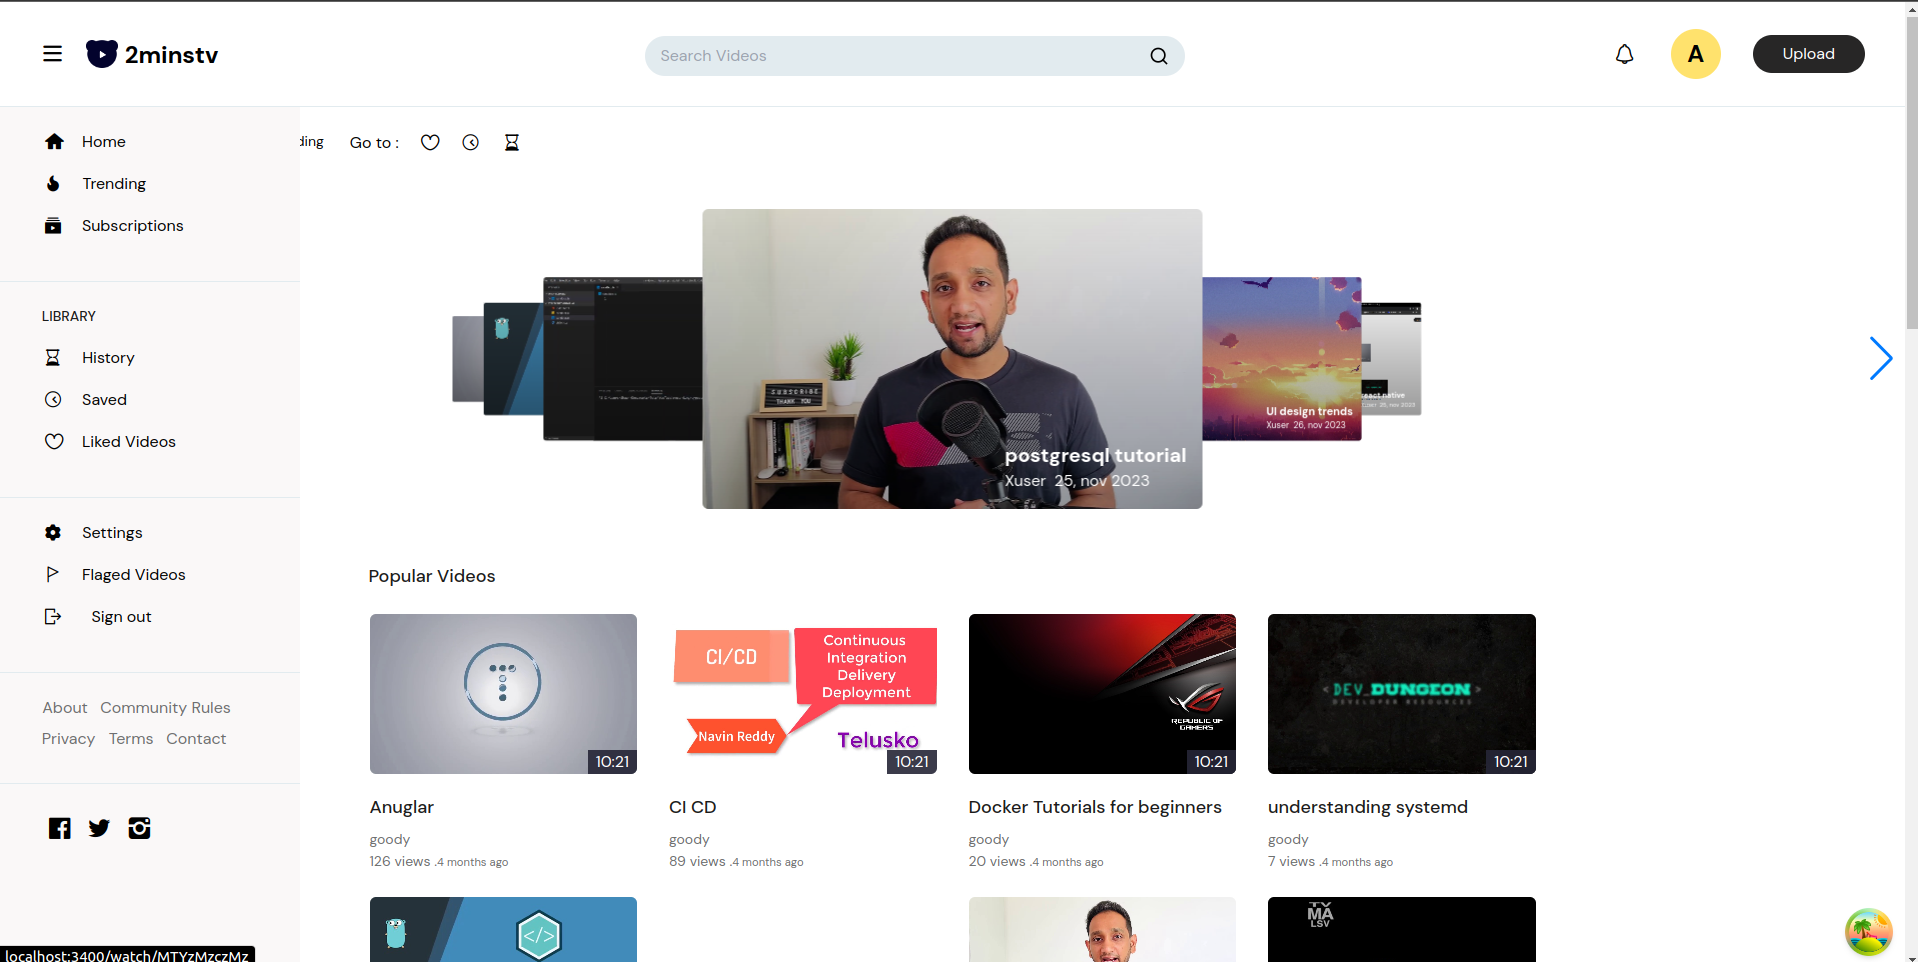 2minstv
Search Videos
A
Upload
Home
Trending
Subscriptions
LIBRARY
History
Saved
Liked Videos
Settings
Flaged Videos
Sign out
About Community Rules
Privacy Terms Contact
ding Go to :
SUBSCRIBE
THANK YOU
postgresql tutorial
Xuser 25, nov 2023
UI design trends
Xuser 26, nov 2023
react native
Xuser 26, nov 2023
Popular Videos
10:21
Anuglar
goody
126 views .4 months ago
CI/CD
Continuous
Integration
Delivery
Deployment
Navin Reddy
Telusko
10:21
CI CD
goody
89 views .4 months ago
REPUBLIC OF
GAMERS
10:21
Docker Tutorials for beginners
goody
20 views .4 months ago
< DEV_DUNGEON >
DEVELOPER RESOURCES
10:21
understanding systemd
goody
7 views .4 months ago
</>
TV
MA
LSV
localhost:3400/watch/MTYzMzczMz